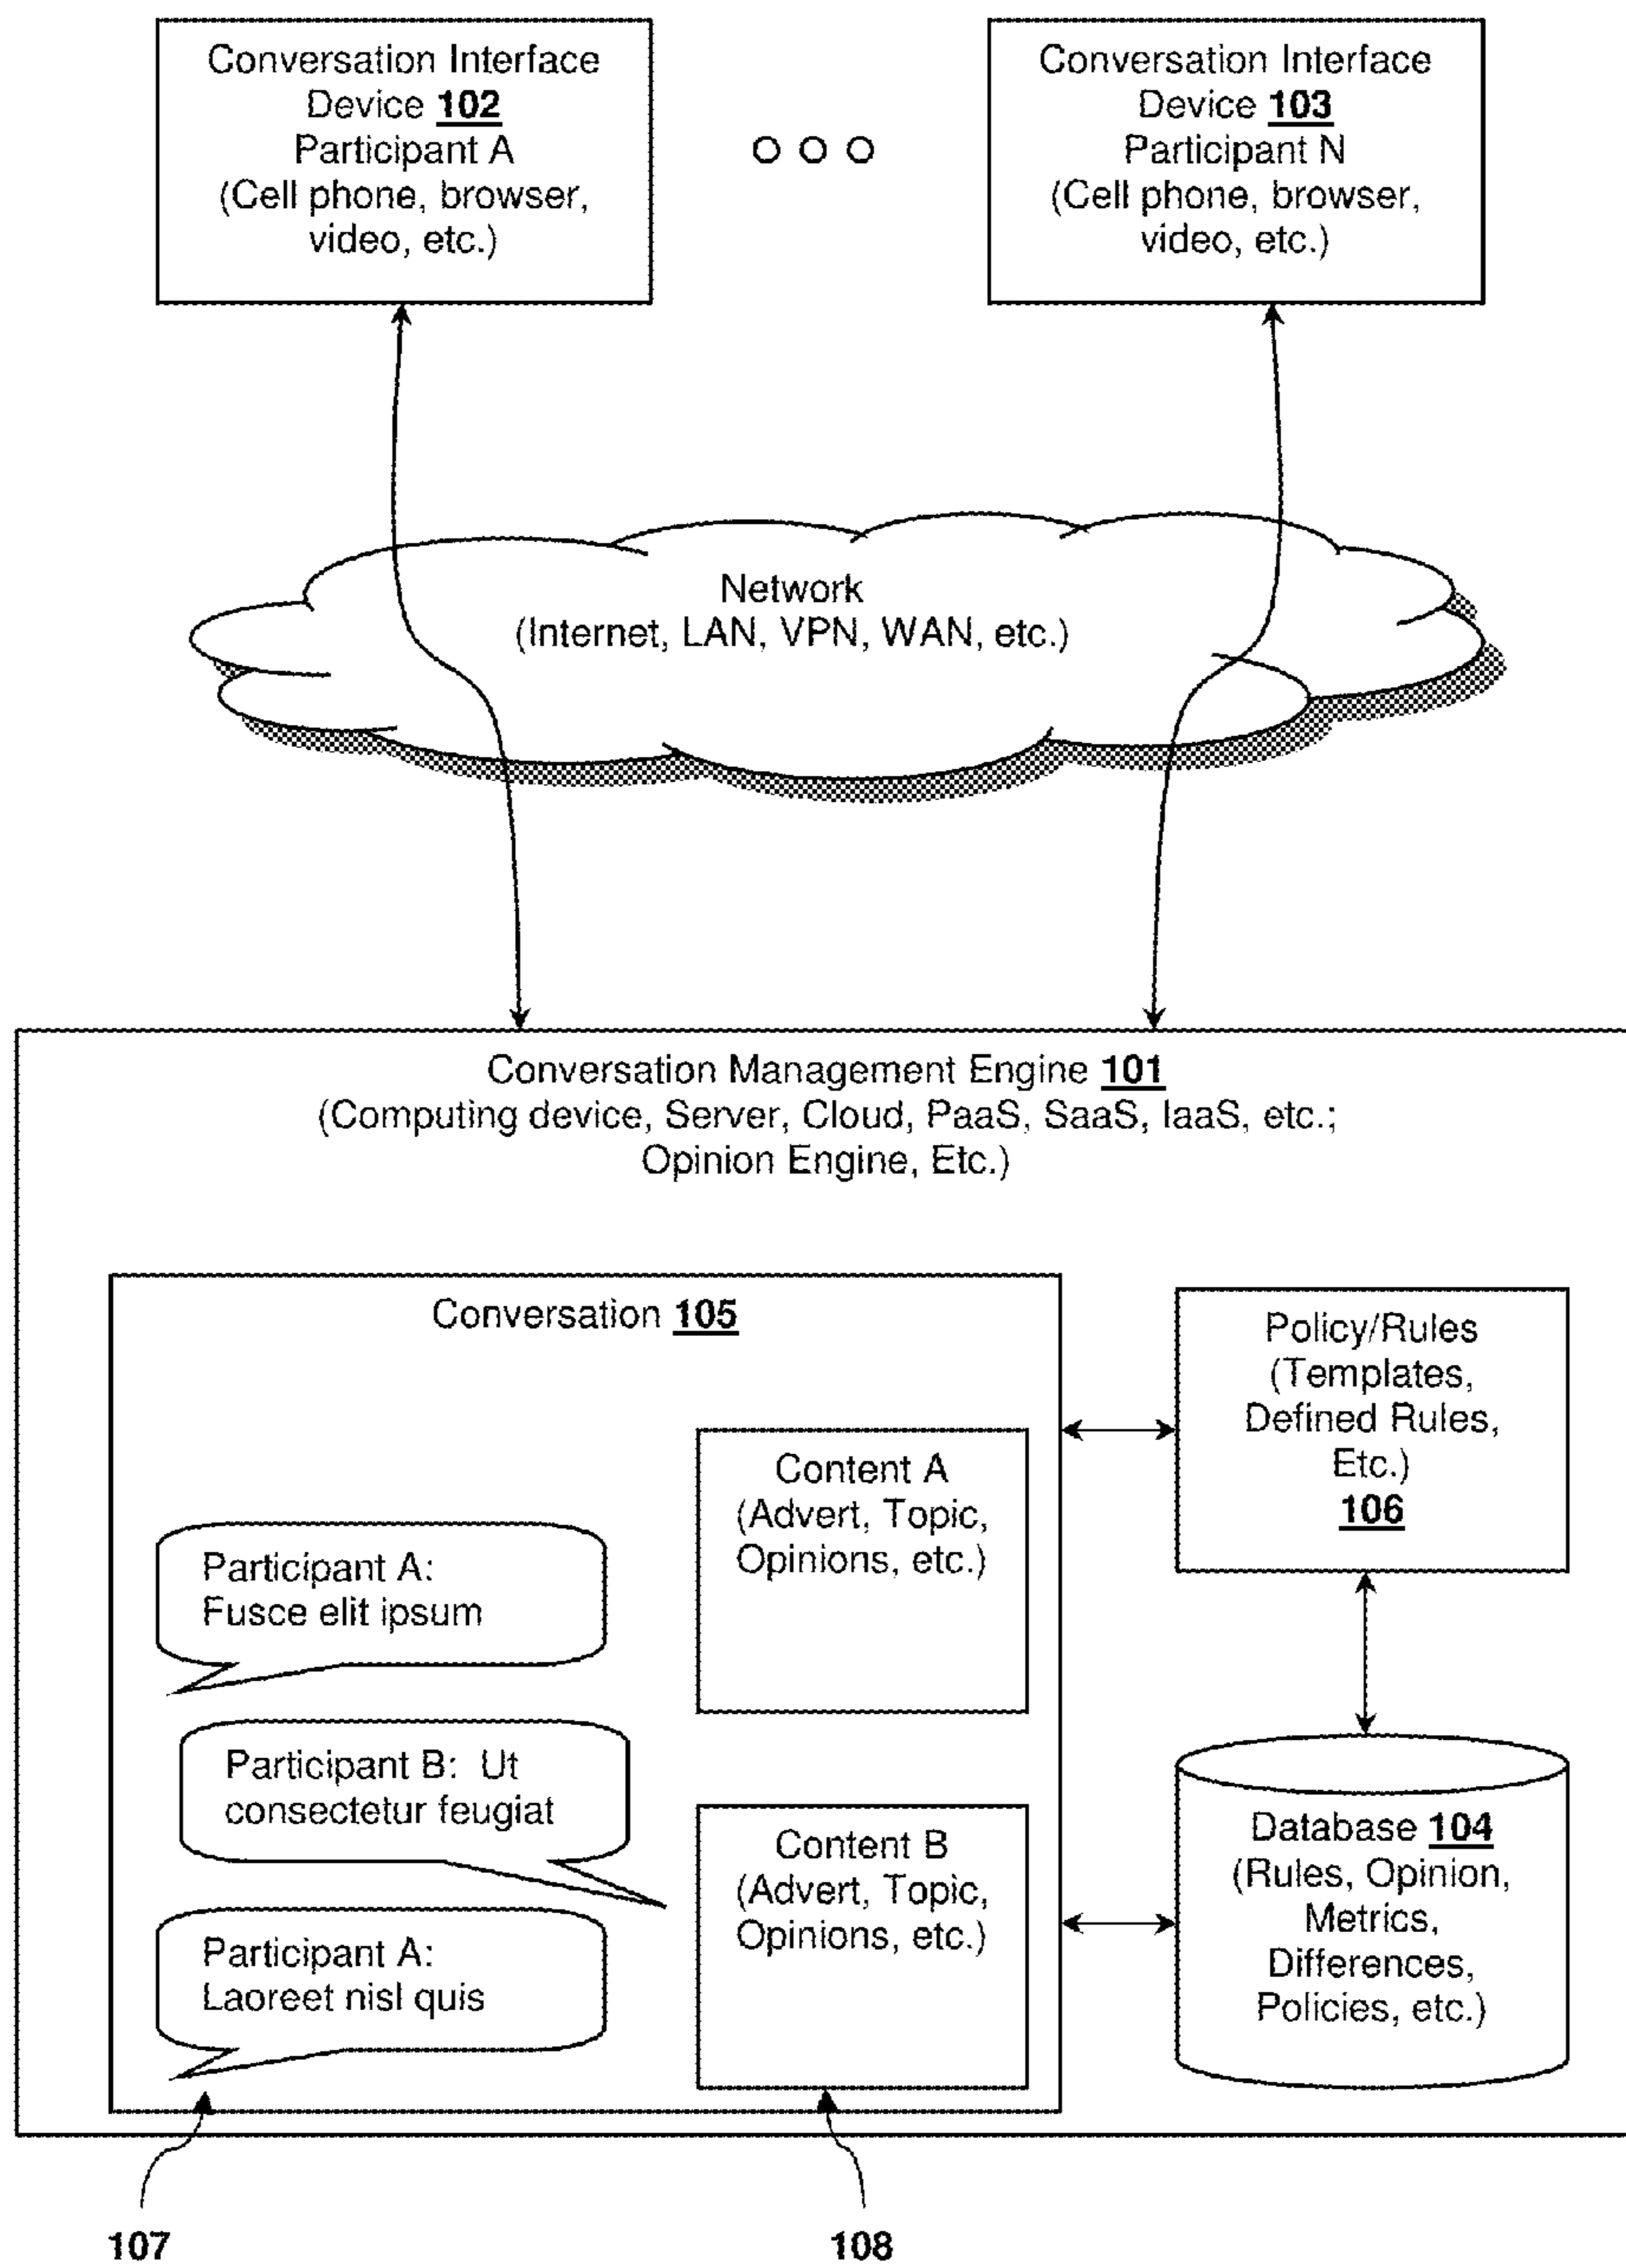 Conversation Interface
Device 102
Participant A
(Cell phone, browser,
video, etc.)
Conversation Interface
Device 103
Participant N
(Cell phone, browser,
video, etc.)
Network
(Internet, LAN, VPN, WAN, etc.)
Conversation Management Engine 101
(Computing device, Server, Cloud, PaaS, SaaS, IaaS, etc.;
Opinion Engine, Etc.)
Conversation 105
Participant A:
Fusce elit ipsum
Participant B: Ut
consectetur feugiat
Participant A:
Laoreet nisl quis
Content A
(Advert, Topic,
Opinions, etc.)
Content B
(Advert, Topic,
Opinions, etc.)
Policy/Rules
(Templates,
Defined Rules,
Etc.)
106
Database 104
(Rules, Opinion,
Metrics,
Differences,
Policies, etc.)
107
108